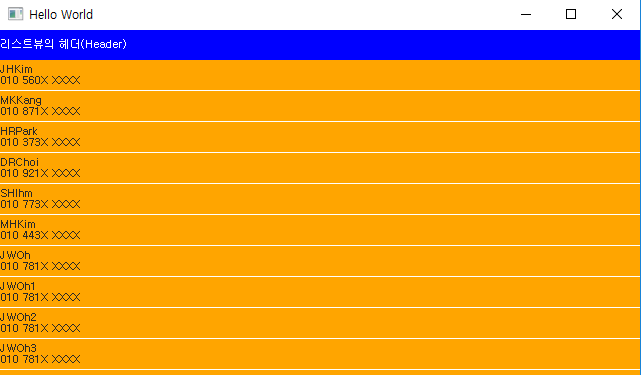 Hello World
리스트뷰의 헤더(Header)
JHKim
010 560X XXXX
MKKang
010 871X XXXX
HRPark
010 373X XXXX
DRChoi
010 921X XXXX
SHIhm
010 773X XXXX
MHKim
010 443X XXXX
JWOh
010 781X XXXX
JWOh1
010 781X XXXX
JWOh2
010 781X XXXX
JWOh3
010 781X XXXX